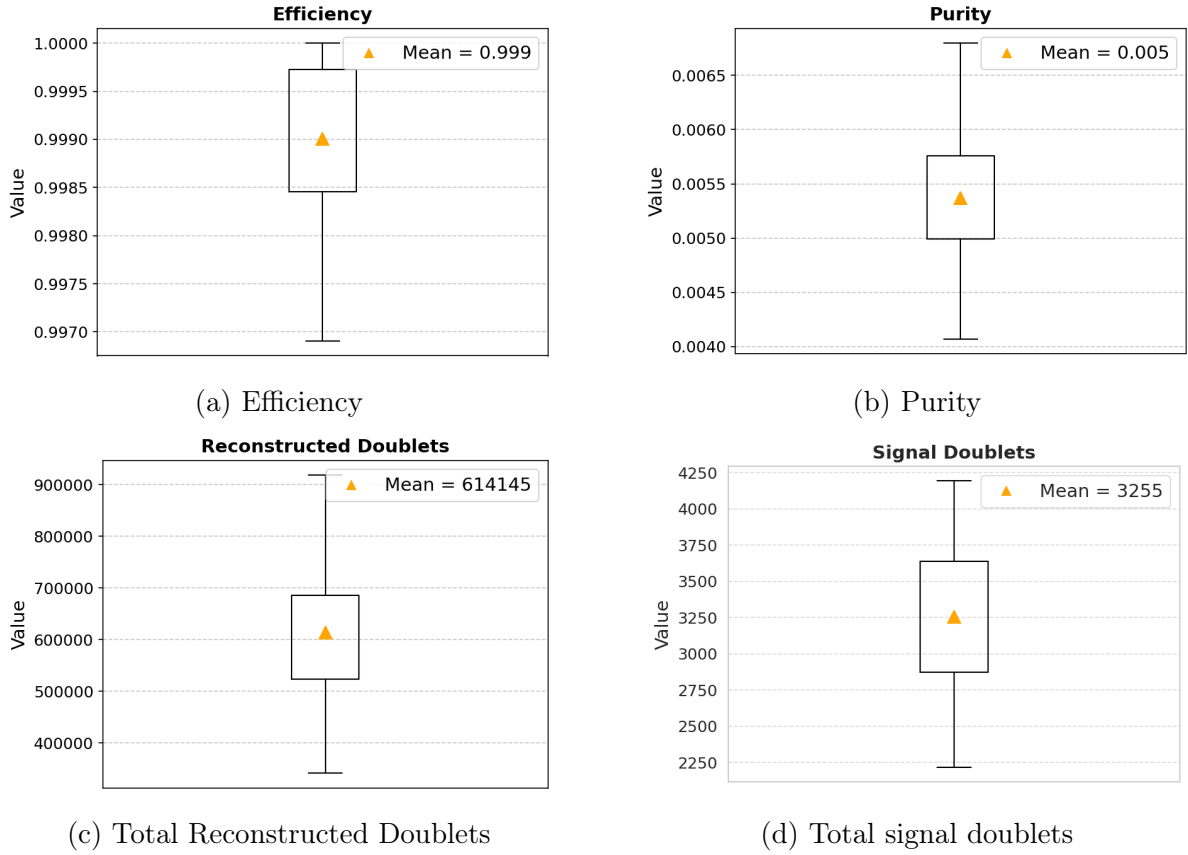 Efficiency
Mean = 0.999
1.0000
0.9995
0.9990
0.9985
0.9980
0.9975
0.9970
Value
(a) Efficiency
Purity
Mean = 0.005
0.0065
0.0060
0.0055
0.0050
0.0045
0.0040
Value
(b) Purity
Reconstructed Doublets
Mean = 614145
900000
800000
700000
600000
500000
400000
Value
(c) Total Reconstructed Doublets
Signal Doublets
Mean = 3255
4250
4000
3750
3500
3250
3000
2750
2500
2250
Value
(d) Total signal doublets